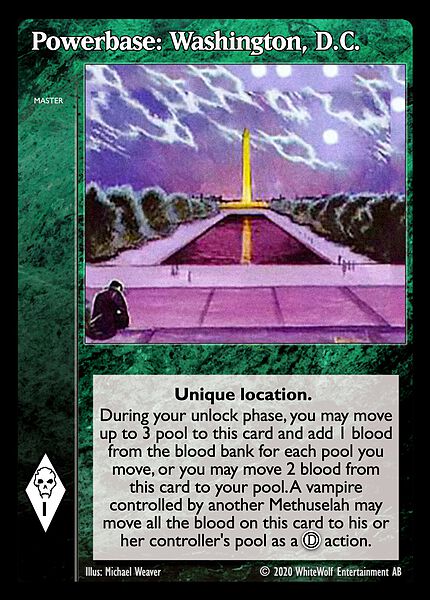 Powerbase: Washington, D.C.
MASTER
Unique location.
During your unlock phase, you may move
up to 3 pool to this card and add 1 blood
from the blood bank for each pool you
move, or you may move 2 blood from
this card to your pool. A vampire
controlled by another Methuselah may
move all the blood on this card to his or
her controller's pool as a Ⓓ action.
1
Illus: Michael Weaver
© 2020 WhiteWolf Entertainment AB